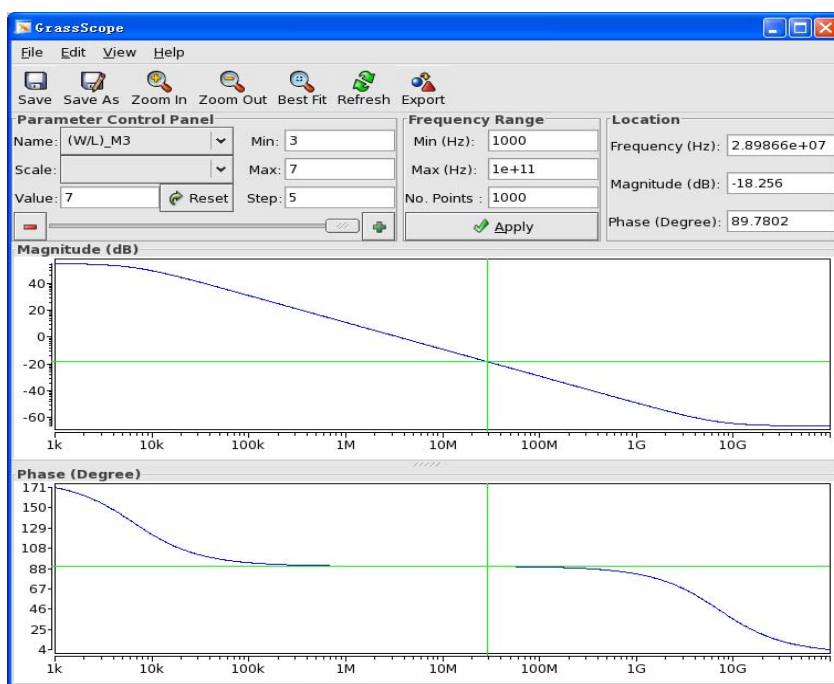 GrassScope
File Edit View Help
Save Save As Zoom In Zoom Out Best Fit Refresh Export
Parameter Control Panel
Name: (W/L)_M3 Min: 3
Scale: Max: 7
Value: 7 Reset Step: 5
Frequency Range
Min (Hz): 1000
Max (Hz): 1e+11
No. Points : 1000
Apply
Location
Frequency (Hz): 2.89866e+07
Magnitude (dB): -18.256
Phase (Degree): 89.7802
Magnitude (dB)
40
20
0
-20
-40
-60
1k 10k 100k 1M 10M 100M 1G 10G
Phase (Degree)
171
150
129
108
88
67
46
25
4
1k 10k 100k 1M 10M 100M 1G 10G